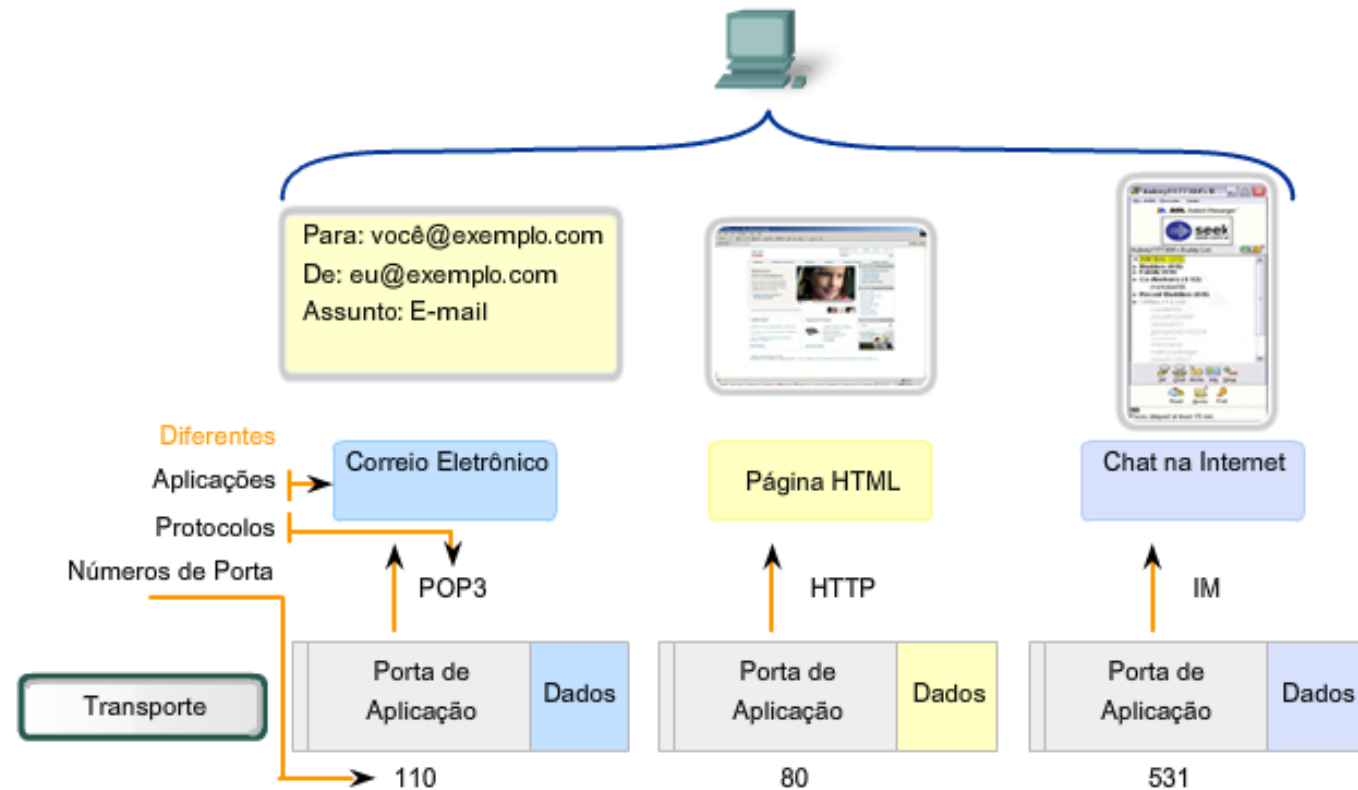 Para: você@exemplo.com
De: eu@exemplo.com
Assunto: E-mail
seek
Diferentes
Aplicações
Protocolos
Números de Porta
Correio Eletrônico
Página HTML
Chat na Internet
POP3
HTTP
IM
Transporte
Porta de
Aplicação
Dados
Porta de
Aplicação
Dados
Porta de
Aplicação
Dados
110
80
531